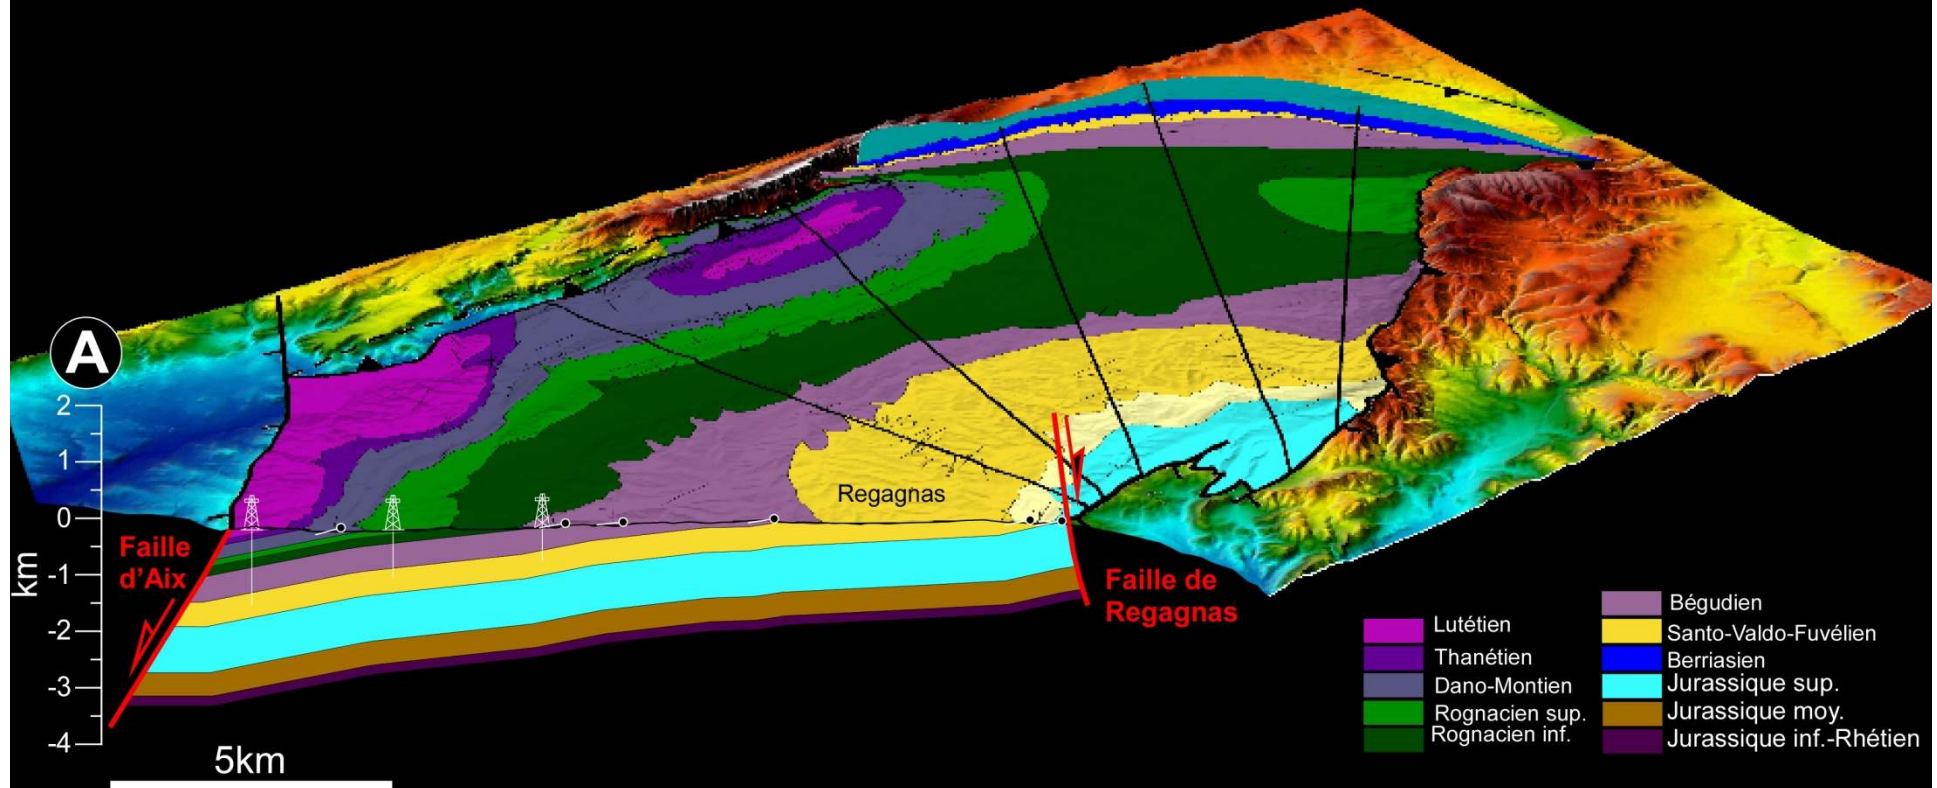 A
2
1
0
-1
-2
-3
-4
km
Faille
d'Aix
Regagnas
Faille de
Regagnas
5km
Lutétien
Thanétien
Dano-Montien
Rognacien sup.
Rognacien inf.
Bégudien
Santo-Valdo-Fuvélien
Berriasien
Jurassique sup.
Jurassique moy.
Jurassique inf.-Rhétien